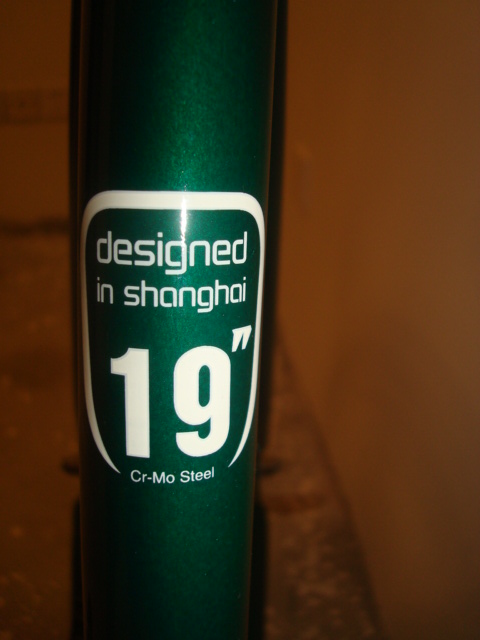 designed
in shanghai
19"
Cr-Mo Steel